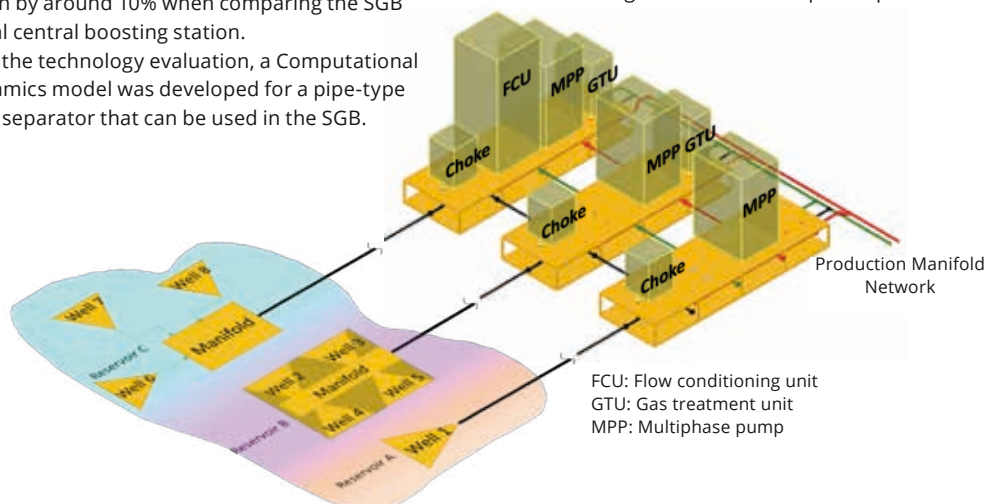 by around 10% when comparing the SGB
central boosting station.
the technology evaluation, a Computational
model was developed for a pipe-type
separator that can be used in the SGB.
FCU
MPP
GTU
Choke
MPP
GTU
Choke
MPP
Choke
Production Manifold
Network
Well 7
Well 8
Manifold
Reservoir C
Well 6
Well 3
Well 2
Manifold
Well 5
Well 4
Reservoir B
Well 1
Reservoir A
FCU: Flow conditioning unit
GTU: Gas treatment unit
MPP: Multiphase pump